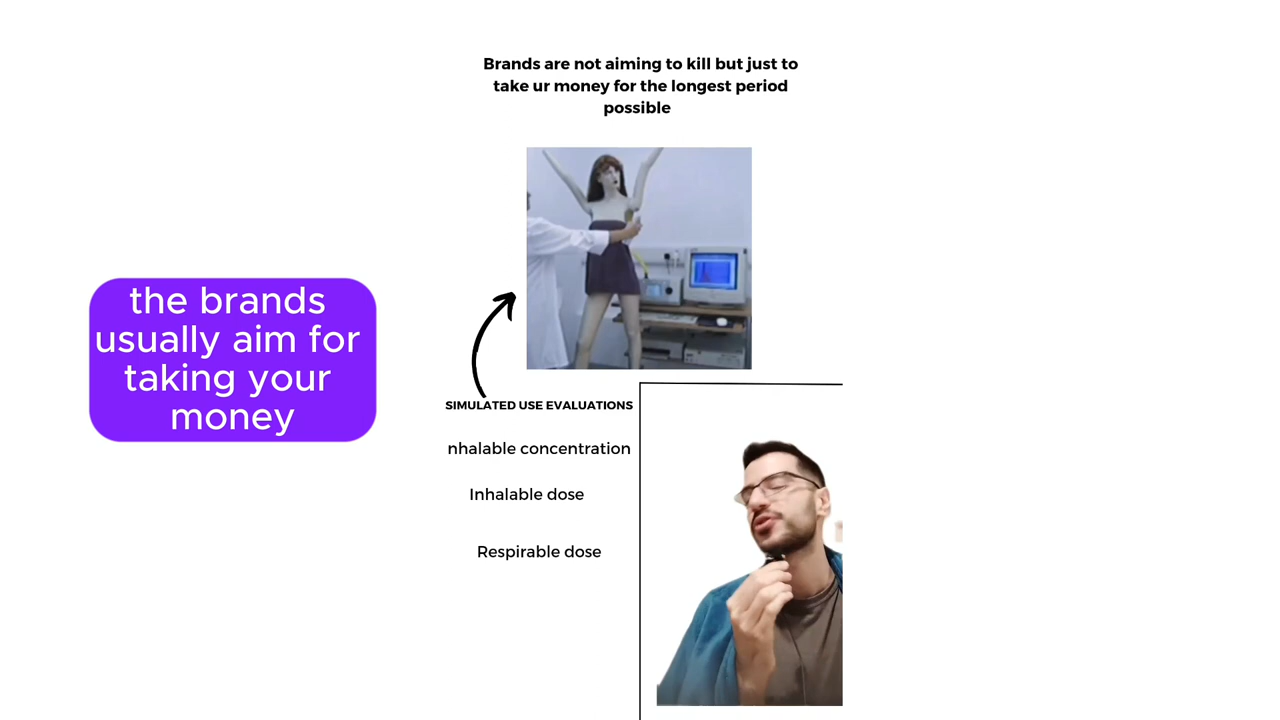 Brands are not aiming to kill but just to
take ur money for the longest period
possible
the brands
usually aim for
taking your
money
SIMULATED USE EVALUATIONS
nhalable concentration
Inhalable dose
Respirable dose